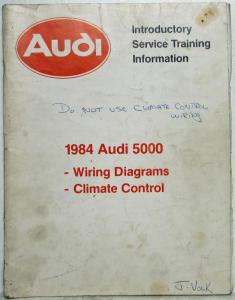 Audi
Introductory
Service Training
Information
Do not use climate control
wiring
1984 Audi 5000
- Wiring Diagrams
- Climate Control
J. Volk